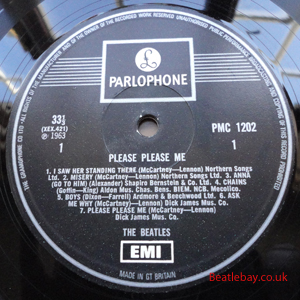 PARLOPHONE
33⅓
(XEX.421)
℗ 1963
1
PMC 1202
1
PLEASE PLEASE ME
1. I SAW HER STANDING THERE (McCartney—Lennon) Northern Songs
Ltd. 2. MISERY (McCartney—Lennon) Northern Songs Ltd. 3. ANNA
(GO TO HIM) (Alexander) Shapiro Bernstein & Co. Ltd. 4. CHAINS
(Goffin—King) Aldon Mus. Chas. Bens. BIEM. NCB. Mecolico.
5. BOYS (Dixon—Farrell) Ardmore & Beechwood Ltd. 6. ASK
ME WHY (McCartney—Lennon) Dick James Mus. Co.
7. PLEASE PLEASE ME (McCartney—Lennon)
Dick James Mus. Co.
THE BEATLES
EMI
MADE IN GT BRITAIN
Beatlebay.co.uk